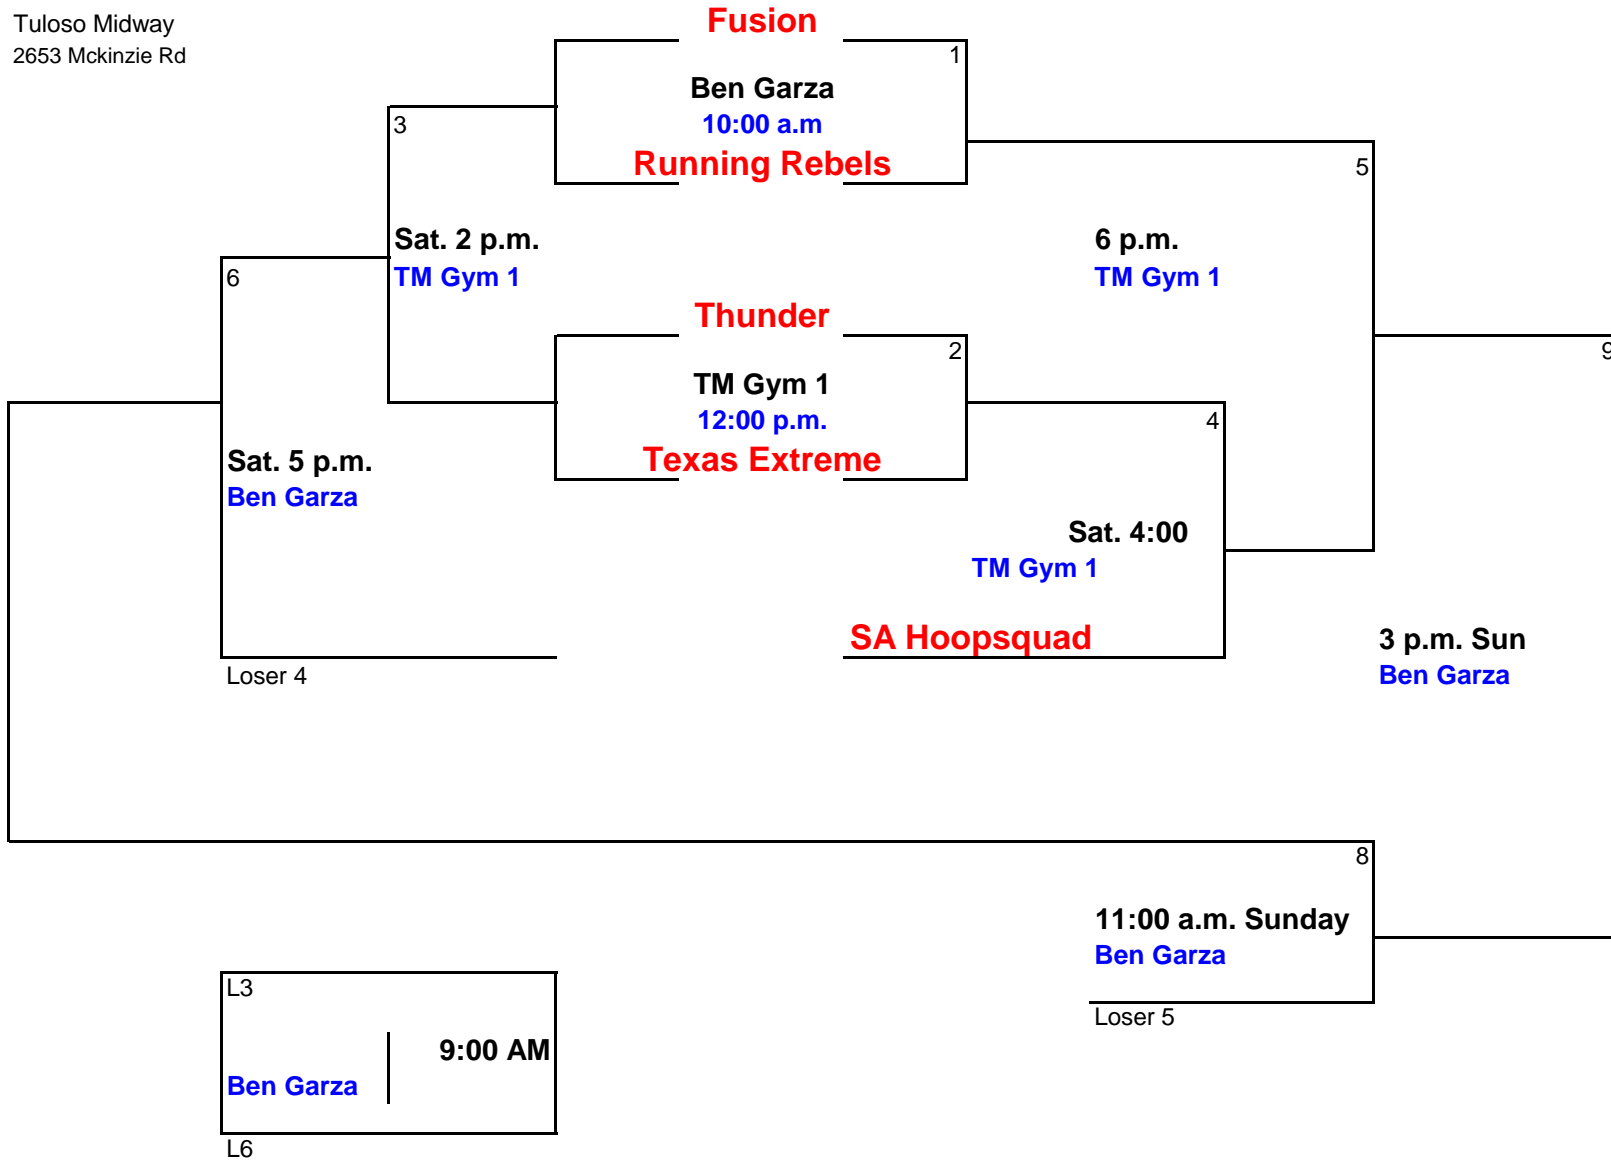 Tuloso Midway
2653 Mckinzie Rd
Fusion
1
Ben Garza
10:00 a.m
Running Rebels
3
5
Sat. 2 p.m.
TM Gym 1
6 p.m.
TM Gym 1
6
Thunder
2
9
TM Gym 1
12:00 p.m.
Texas Extreme
4
Sat. 5 p.m.
Ben Garza
Sat. 4:00
TM Gym 1
SA Hoopsquad
3 p.m. Sun
Ben Garza
Loser 4
8
11:00 a.m. Sunday
Ben Garza
Loser 5
L3
9:00 AM
Ben Garza
L6